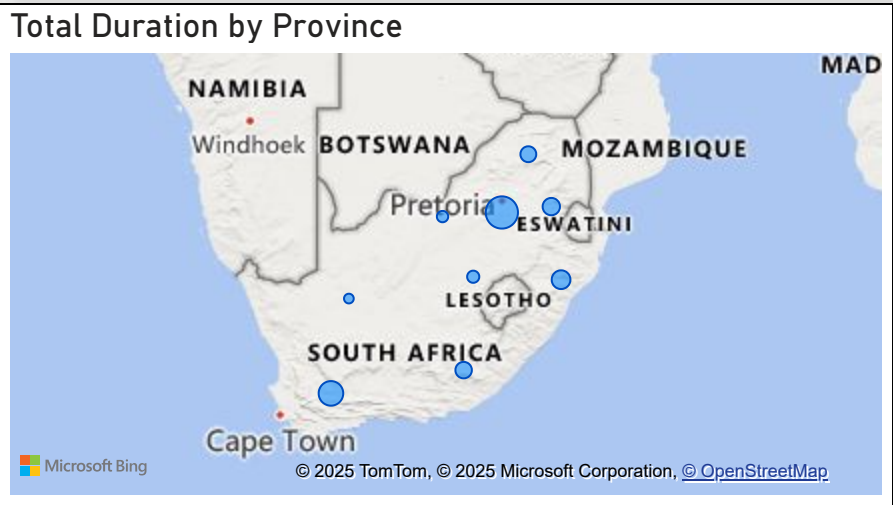 Total Duration by Province
MAD
NAMIBIA
Windhoek
BOTSWANA
MOZAMBIQUE
Pretoria
ESWATINI
LESOTHO
SOUTH AFRICA
Cape Town
Microsoft Bing
© 2025 TomTom, © 2025 Microsoft Corporation, © OpenStreetMap